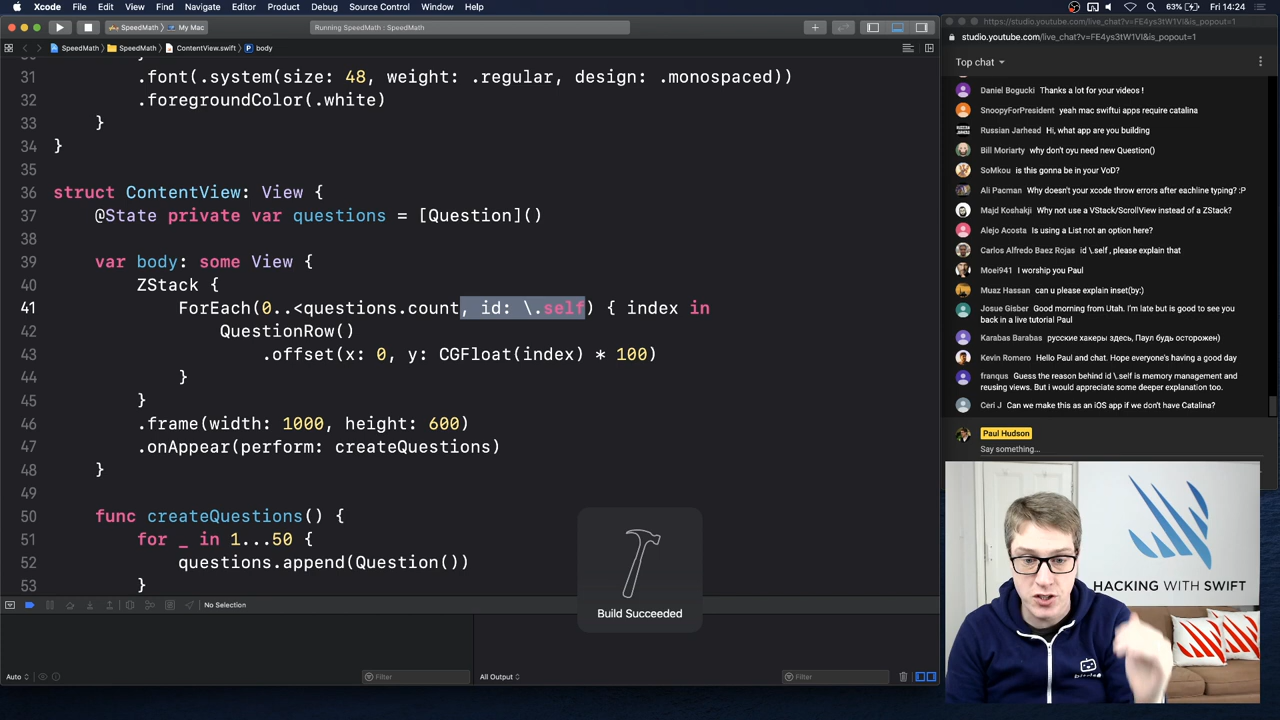 Xcode File Edit View Find Navigate Editor Product Debug Source Control Window Help
63% Fri 14:24
SpeedMath My Mac
Running SpeedMath : SpeedMath
SpeedMath SpeedMath ContentView.swift body
31 .font(.system(size: 48, weight: .regular, design: .monospaced))
32 .foregroundColor(.white)
33 }
34 }
35
36 struct ContentView: View {
37 @State private var questions = [Question]()
38
39 var body: some View {
40 ZStack {
41 ForEach(0..<questions.count, id: \.self) { index in
42 QuestionRow()
43 .offset(x: 0, y: CGFloat(index) * 100)
44 }
45 }
46 .frame(width: 1000, height: 600)
47 .onAppear(perform: createQuestions)
48 }
49
50 func createQuestions() {
51 for _ in 1...50 {
52 questions.append(Question())
53 }
No Selection
Build Succeeded
Auto
Filter
All Output
Filter
https://studio.youtube.com/live_chat?v=FE4ys3tW1VI&is_popout=1
studio.youtube.com/live_chat?v=FE4ys3tW1VI&is_popout=1
Top chat
Daniel Bogucki Thanks a lot for your videos !
SnoopyForPresident yeah mac swiftui apps require catalina
Russian Jarhead Hi, what app are you building
Bill Moriarty why don't oyu need new Question()
SoMkou is this gonna be in your VoD?
Ali Pacman Why doesn't your xcode throw errors after eachline typing? :P
Majd Koshakji Why not use a VStack/ScrollView instead of a ZStack?
Alejo Acosta Is using a List not an option here?
Carlos Alfredo Baez Rojas id \.self , please explain that
Moei941 I worship you Paul
Muaz Hassan can u please explain inset(by:)
Josue Gisber Good morning from Utah. I'm late but is good to see you
back in a live tutorial Paul
Karabas Barabas русские хакеры здесь, Паул будь осторожен)
Kevin Romero Hello Paul and chat. Hope everyone's having a good day
franqus Guess the reason behind id \.self is memory management and
reusing views. But i would appreciate some deeper explanation too.
Ceri J Can we make this as an iOS app if we don't have Catalina?
Paul Hudson
Say something...
HACKING WITH SWIFT